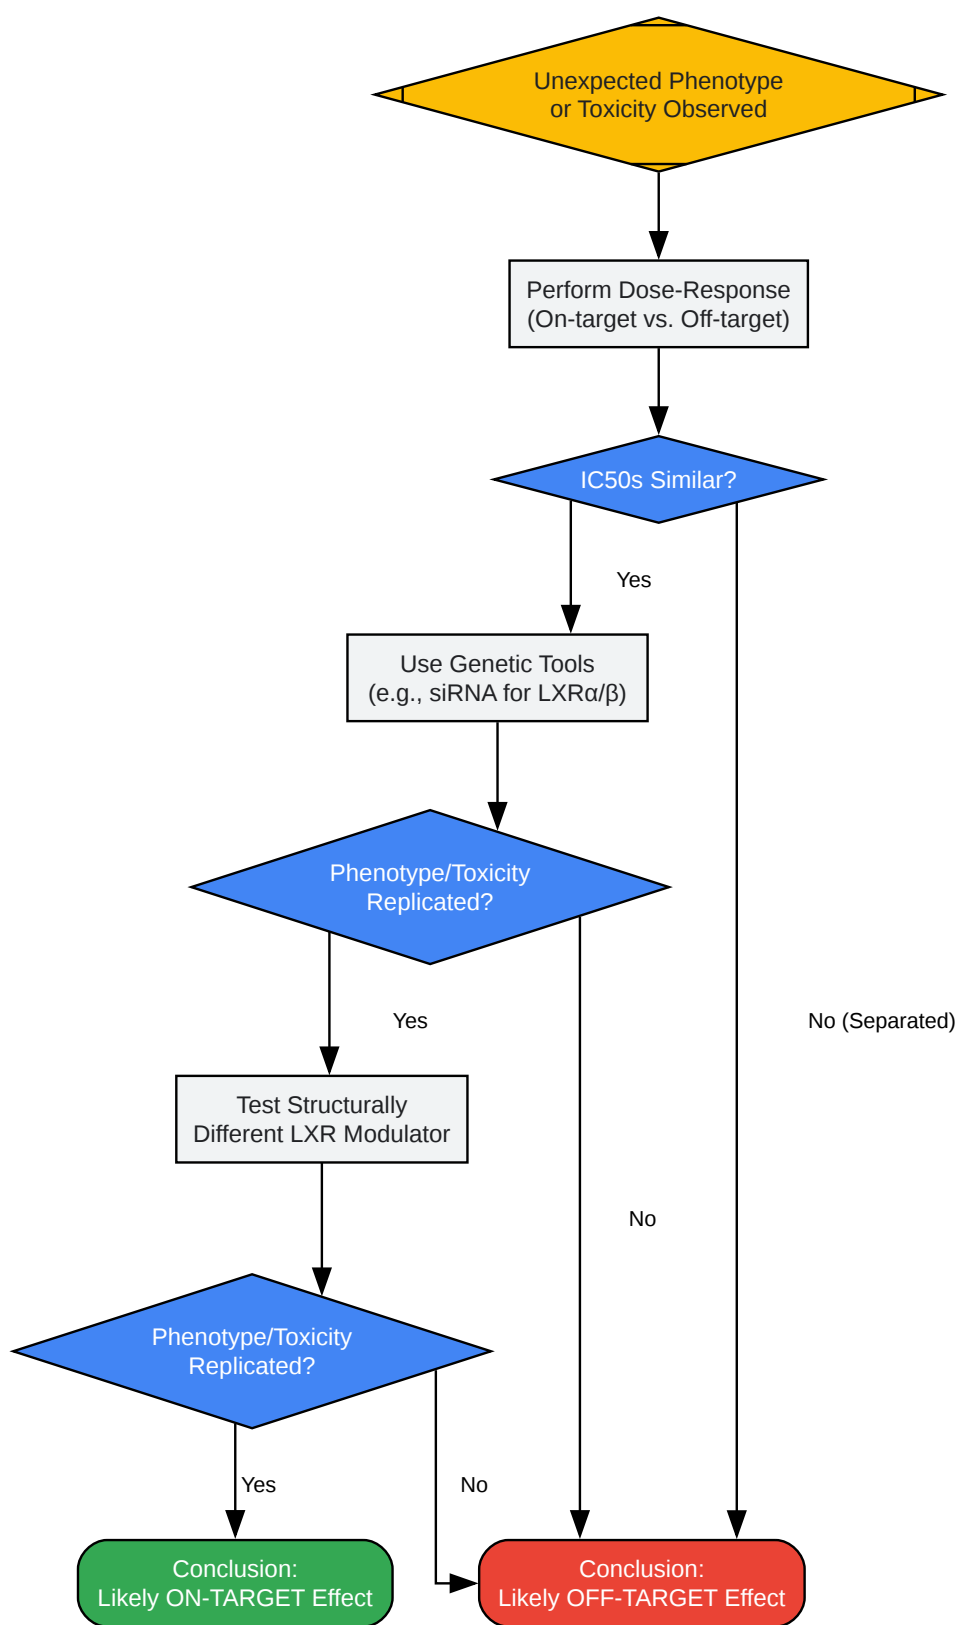 Unexpected Phenotype
or Toxicity Observed
Perform Dose-Response
(On-target vs. Off-target)
IC50s Similar?
Yes
Use Genetic Tools
(e.g., siRNA for LXRα/β)
Phenotype/Toxicity
Replicated?
Yes
No (Separated)
Test Structurally
Different LXR Modulator
No
Phenotype/Toxicity
Replicated?
Yes
No
Conclusion:
Likely ON-TARGET Effect
Conclusion:
Likely OFF-TARGET Effect